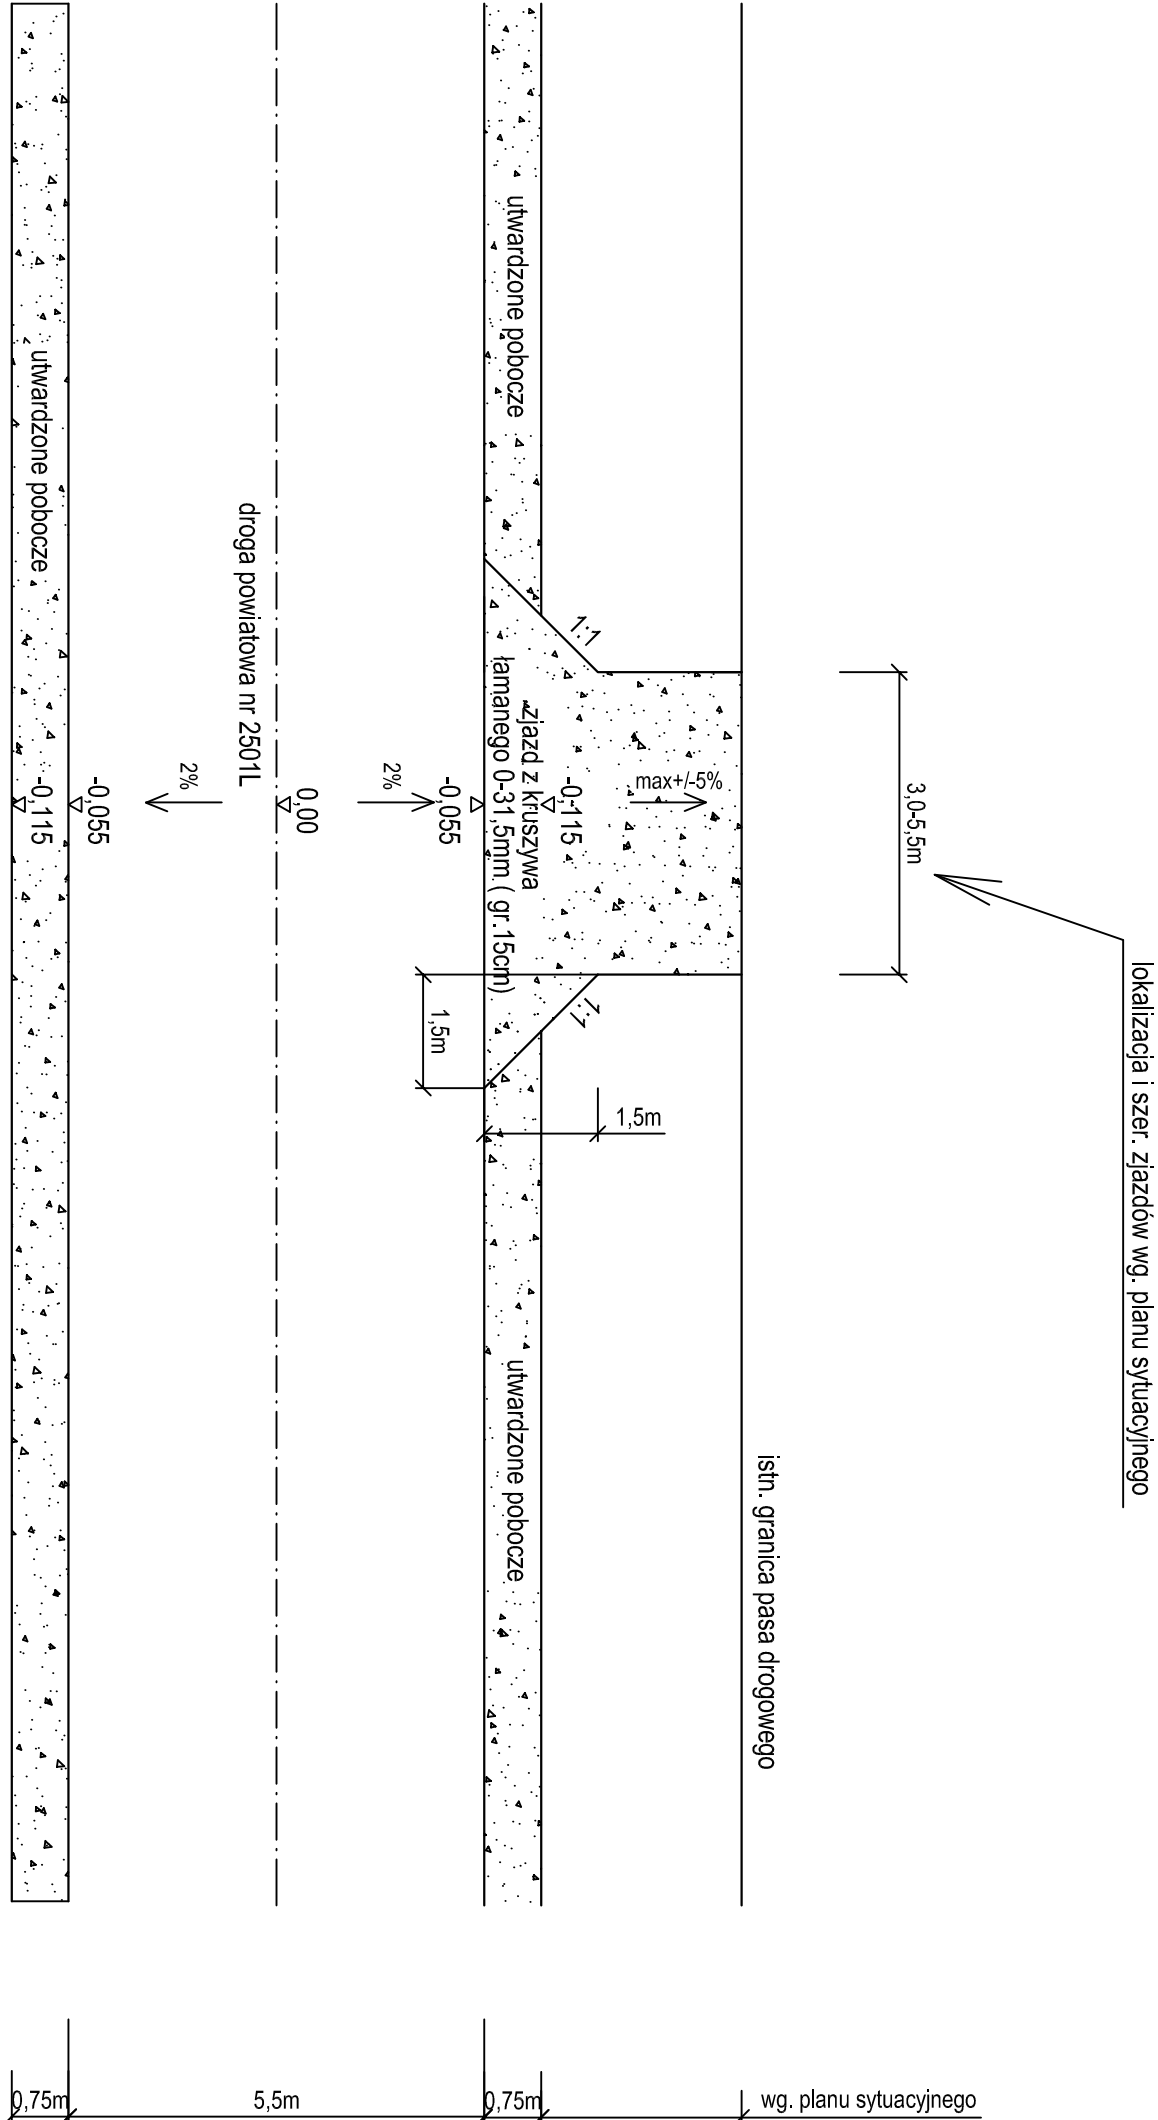 lokalizacja i szer. zjazdów wg. planu sytuacyjnego
3,0-5,5m
istn. granica pasa drogowego
max+/-5%
1:1
1:1
1,5m
1,5m
utwardzone pobocze
zjazd z kruszywa
łamanego 0-31,5mm ( gr.15cm)
utwardzone pobocze
-0,115
-0,055
2%
0,00
droga powiatowa nr 2501L
2%
-0,055
-0,115
utwardzone pobocze
0,75m
5,5m
0,75m
wg. planu sytuacyjnego